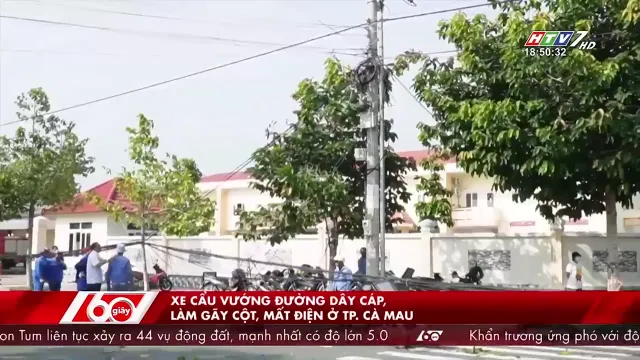 HTV7 HD
18:50:32
60 giây
XE CẨU VƯỚNG ĐƯỜNG DÂY CÁP,
LÀM GÃY CỘT, MẤT ĐIỆN Ở TP. CÀ MAU
on Tum liên tục xảy ra 44 vụ động đất, mạnh nhất có độ lớn 5.0 60 Khẩn trương ứng phó với độ